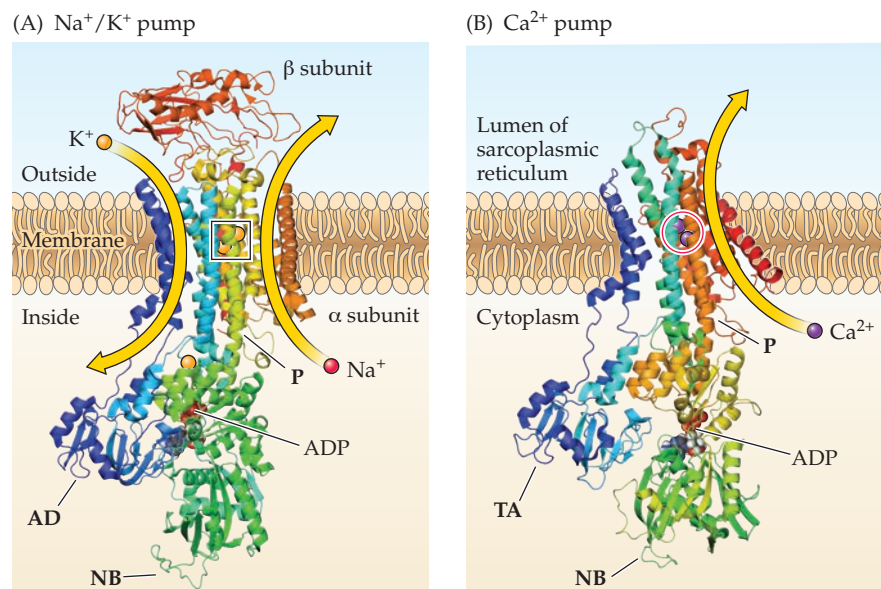 (A) Na⁺/K⁺ pump
β subunit
K⁺
Outside
Membrane
Inside
α subunit
P
Na⁺
ADP
AD
NB
(B) Ca²⁺ pump
Lumen of
sarcoplasmic
reticulum
Cytoplasm
P
Ca²⁺
ADP
TA
NB